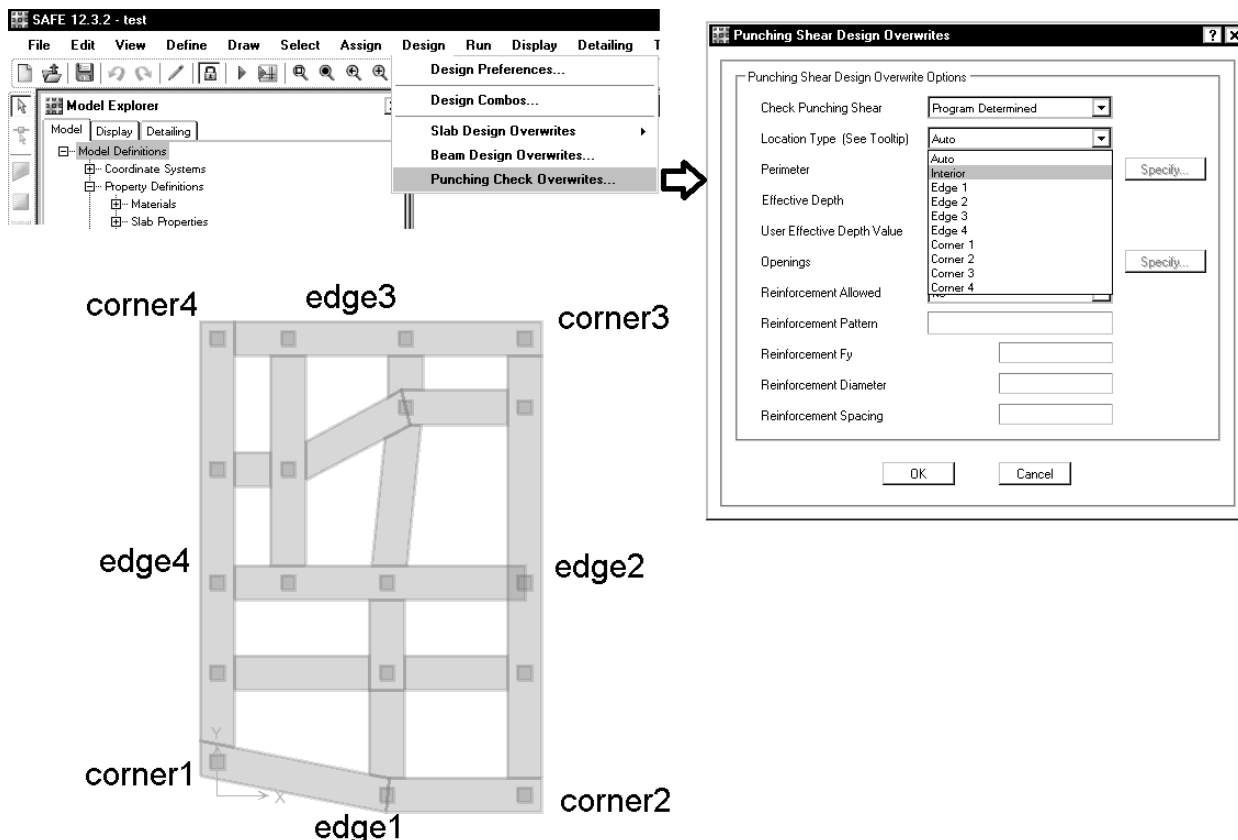 SAFE 12.3.2 - test
File Edit View Define Draw Select Assign Design Run Display Detailing T
Design Preferences...
Design Combos...
Slab Design Overwrites
Beam Design Overwrites...
Punching Check Overwrites...
Model Explorer
Model Display Detailing
Model Definitions
Coordinate Systems
Property Definitions
Materials
Slab Properties
Punching Shear Design Overwrites
Punching Shear Design Overwrite Options
Check Punching Shear Program Determined
Location Type (See Tooltip) Auto
Auto
Interior
Edge 1
Edge 2
Edge 3
Edge 4
Corner 1
Corner 2
Corner 3
Corner 4
Perimeter Specify...
Effective Depth
User Effective Depth Value
Openings Specify...
Reinforcement Allowed No
Reinforcement Pattern
Reinforcement Fy
Reinforcement Diameter
Reinforcement Spacing
OK Cancel
corner4 edge3 corner3
edge4 edge2
Y
X
corner1 corner2
edge1